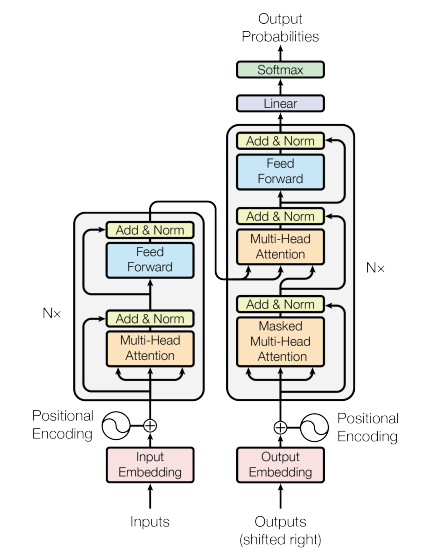 Output
Probabilities
Softmax
Linear
Add & Norm
Feed
Forward
Add & Norm
Multi-Head
Attention
Add & Norm
Masked
Multi-Head
Attention
N×
Add & Norm
Feed
Forward
Add & Norm
Multi-Head
Attention
N×
Positional
Encoding
Positional
Encoding
Input
Embedding
Output
Embedding
Inputs
Outputs
(shifted right)